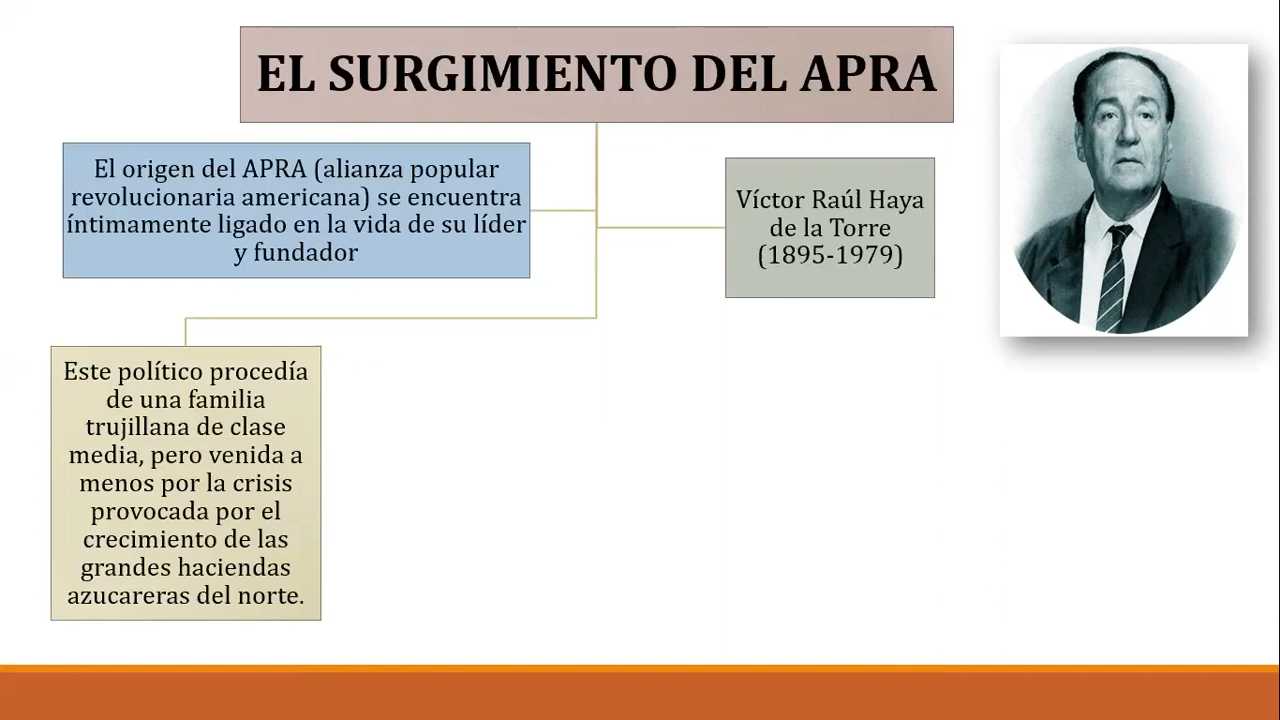 EL SURGIMIENTO DEL APRA
El origen del APRA (alianza popular
revolucionaria americana) se encuentra
íntimamente ligado en la vida de su líder
y fundador
Víctor Raúl Haya
de la Torre
(1895-1979)
Este político procedía
de una familia
trujillana de clase
media, pero venida a
menos por la crisis
provocada por el
crecimiento de las
grandes haciendas
azucareras del norte.